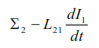 Σ₂ − L₂₁ dI₁/dt